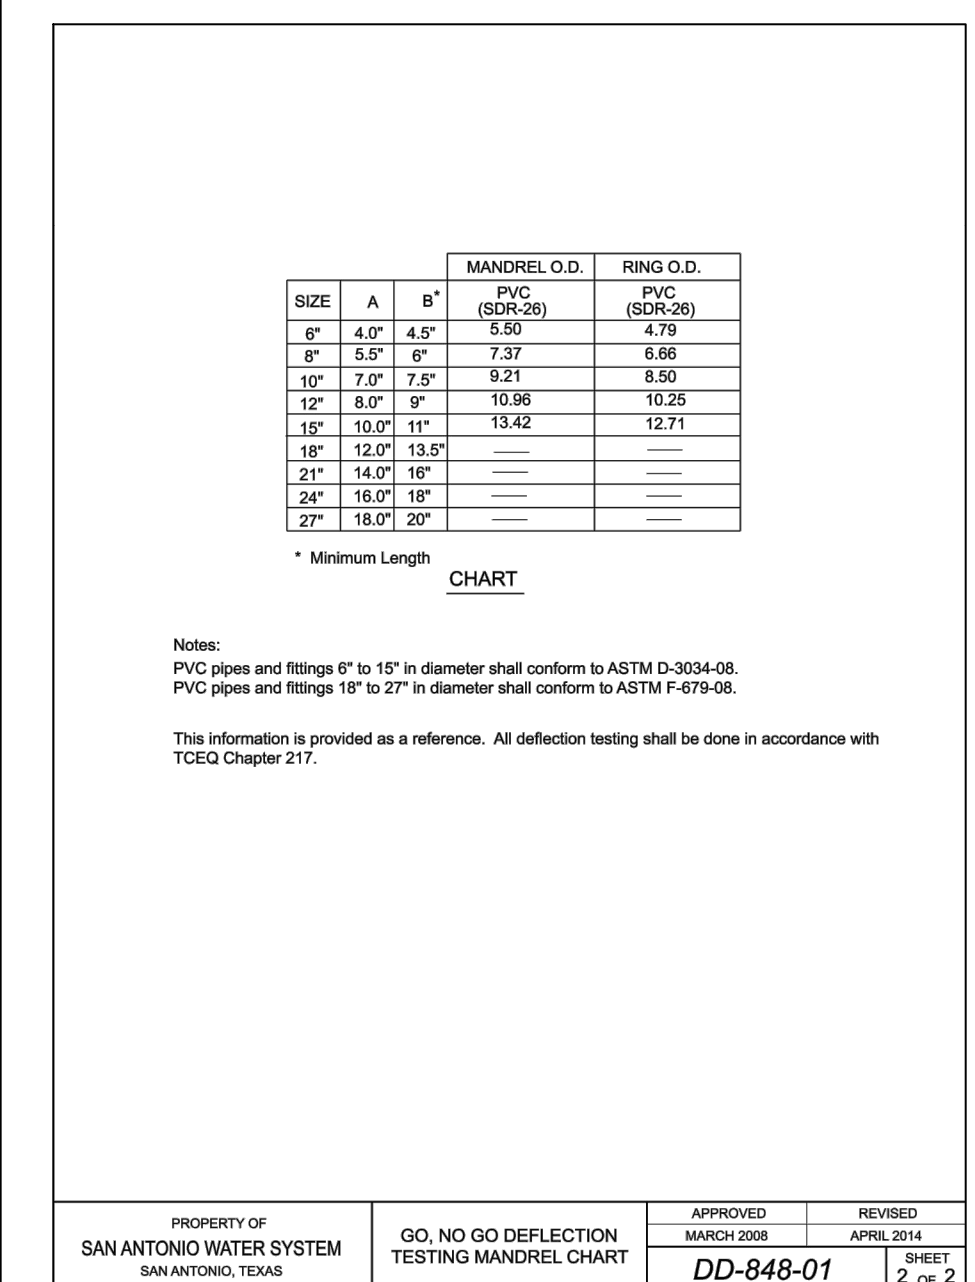 MANDREL O.D. RING O.D.
SIZE A B* PVC (SDR-26) PVC (SDR-26)
6" 4.0" 4.5" 5.50 4.79
8" 5.5" 6" 7.37 6.66
10" 7.0" 7.5" 9.21 8.50
12" 8.0" 9" 10.96 10.25
15" 10.0" 11" 13.42 12.71
18" 12.0" 13.5" — —
21" 14.0" 16" — —
24" 16.0" 18" — —
27" 18.0" 20" — —
* Minimum Length
CHART
Notes:
PVC pipes and fittings 6" to 15" in diameter shall conform to ASTM D-3034-08.
PVC pipes and fittings 18" to 27" in diameter shall conform to ASTM F-679-08.
This information is provided as a reference. All deflection testing shall be done in accordance with
TCEQ Chapter 217.
PROPERTY OF
SAN ANTONIO WATER SYSTEM
SAN ANTONIO, TEXAS
GO, NO GO DEFLECTION
TESTING MANDREL CHART
APPROVED REVISED
MARCH 2008 APRIL 2014
DD-848-01
SHEET
2 OF 2